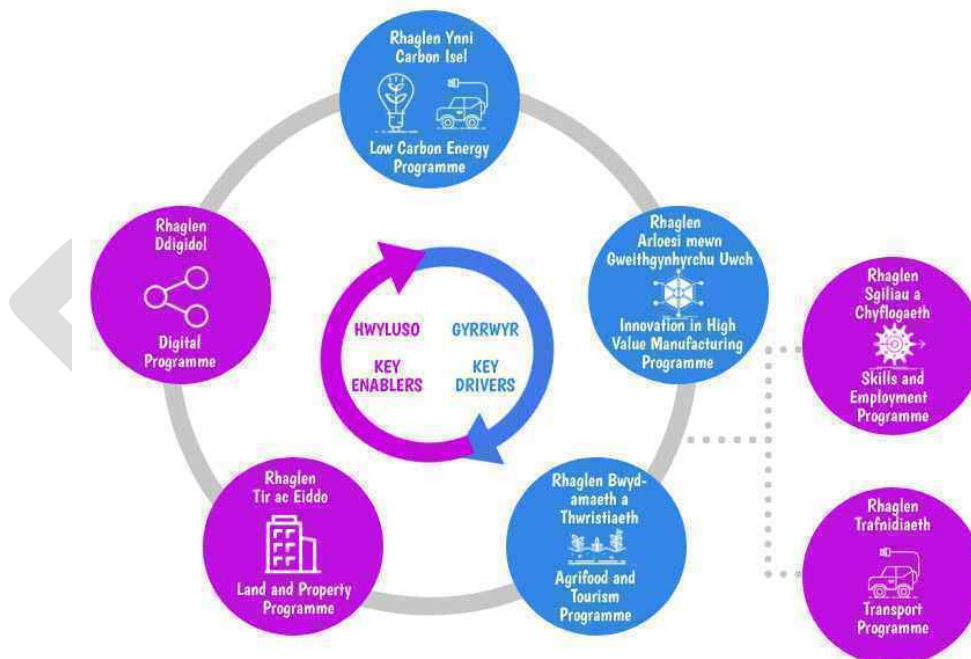 Rhaglen Ynni
Carbon Isel
Low Carbon Energy
Programme
Rhaglen
Ddigidol
Digital
Programme
Rhaglen
Arloesi mewn
Gweithgynhyrchu Uwch
Innovation in High
Value Manufacturing
Programme
HWYLUSO
KEY
ENABLERS
GYRRWYR
KEY
DRIVERS
Rhaglen
Sgiliau a
Chyflogaeth
Skills and
Employment
Programme
Rhaglen
Tir ac Eiddo
Land and Property
Programme
Rhaglen Bwyd-
amaeth a
Thwristiaeth
Agrifood and
Tourism
Programme
Rhaglen
Trafnidiaeth
Transport
Programme